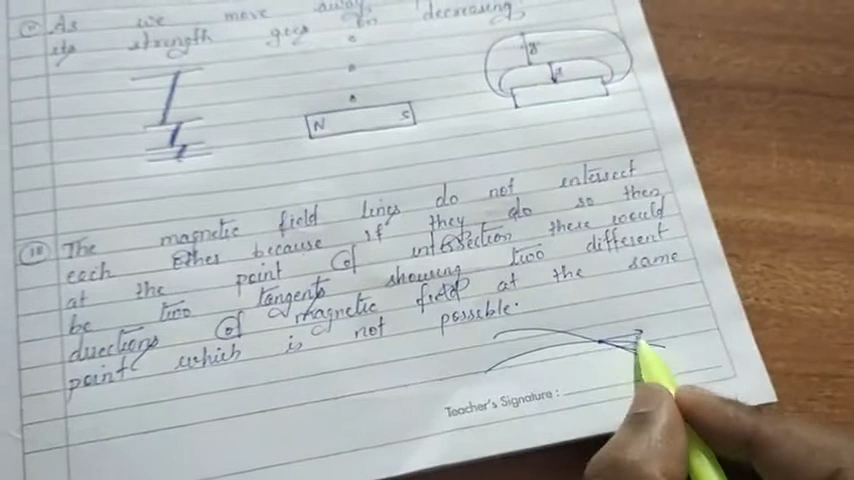 As we move away,
its strength goes on decreasing.
N S
10 The magnetic field lines do not intersect
each other because if they do so then
at the point of intersection there would
be two tangents showing two different
directions of magnetic field at the same
point which is not possible.
Teacher's Signature :